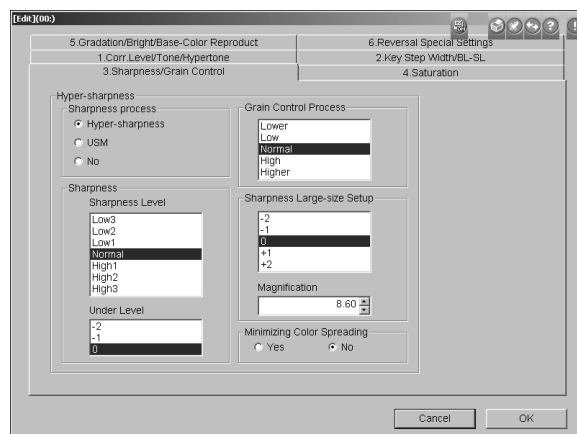 [Edit](00:)
5.Gradation/Bright/Base-Color Reproduct
6.Reversal Special Settings
1.Corr.Level/Tone/Hypertone
2.Key Step Width/BL-SL
3.Sharpness/Grain Control
4.Saturation
Hyper-sharpness
Sharpness process
Hyper-sharpness
USM
No
Grain Control Process
Lower
Low
Normal
High
Higher
Sharpness
Sharpness Level
Low3
Low2
Low1
Normal
High1
High2
High3
Under Level
-2
-1
0
Sharpness Large-size Setup
-2
-1
0
+1
+2
Magnification
8.60
Minimizing Color Spreading
Yes
No
Cancel
OK